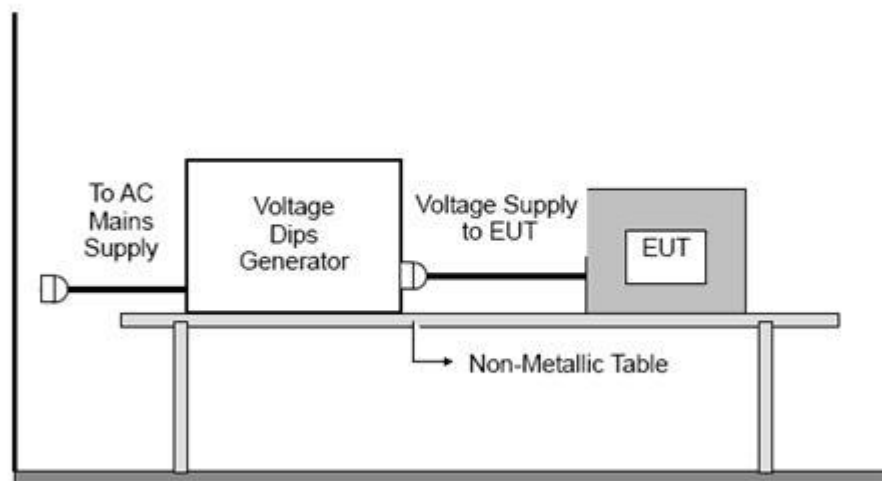 To AC
Mains
Supply
Voltage
Dips
Generator
Voltage Supply
to EUT
EUT
Non-Metallic Table